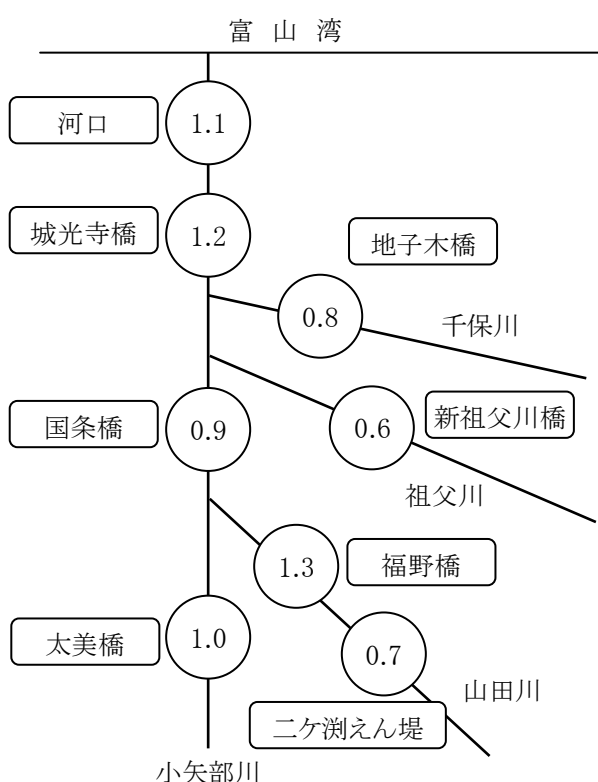 富山湾
河口
1.1
城光寺橋
1.2
地子木橋
0.8
千保川
国条橋
0.9
0.6
新祖父川橋
祖父川
1.3
福野橋
太美橋
1.0
0.7
山田川
二ケ渕えん堤
小矢部川